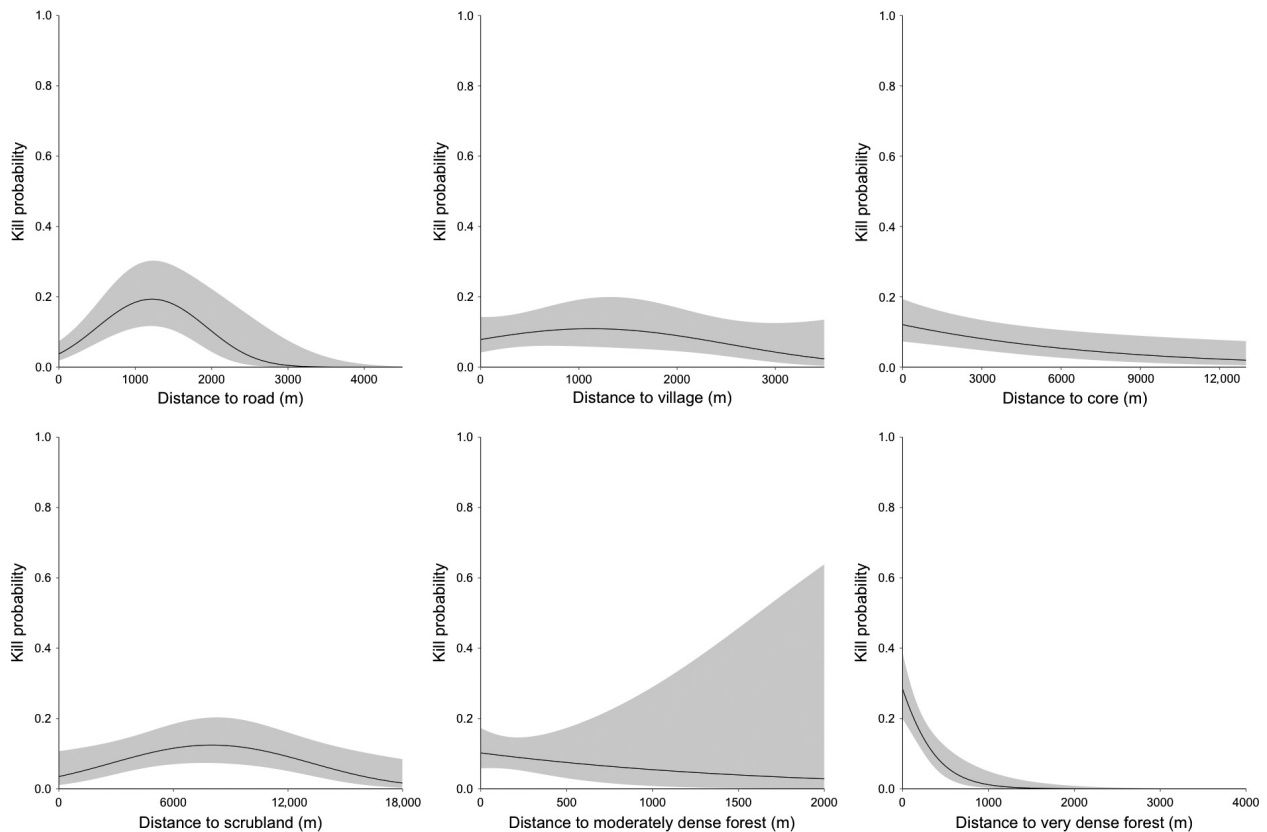 1.0
0.8
0.6
0.4
0.2
0.0
Kill probability
0 1000 2000 3000 4000
Distance to road (m)
1.0
0.8
0.6
0.4
0.2
0.0
Kill probability
0 1000 2000 3000
Distance to village (m)
1.0
0.8
0.6
0.4
0.2
0.0
Kill probability
0 3000 6000 9000 12,000
Distance to core (m)
1.0
0.8
0.6
0.4
0.2
0.0
Kill probability
0 6000 12,000 18,000
Distance to scrubland (m)
1.0
0.8
0.6
0.4
0.2
0.0
Kill probability
0 500 1000 1500 2000
Distance to moderately dense forest (m)
1.0
0.8
0.6
0.4
0.2
0.0
Kill probability
0 1000 2000 3000 4000
Distance to very dense forest (m)